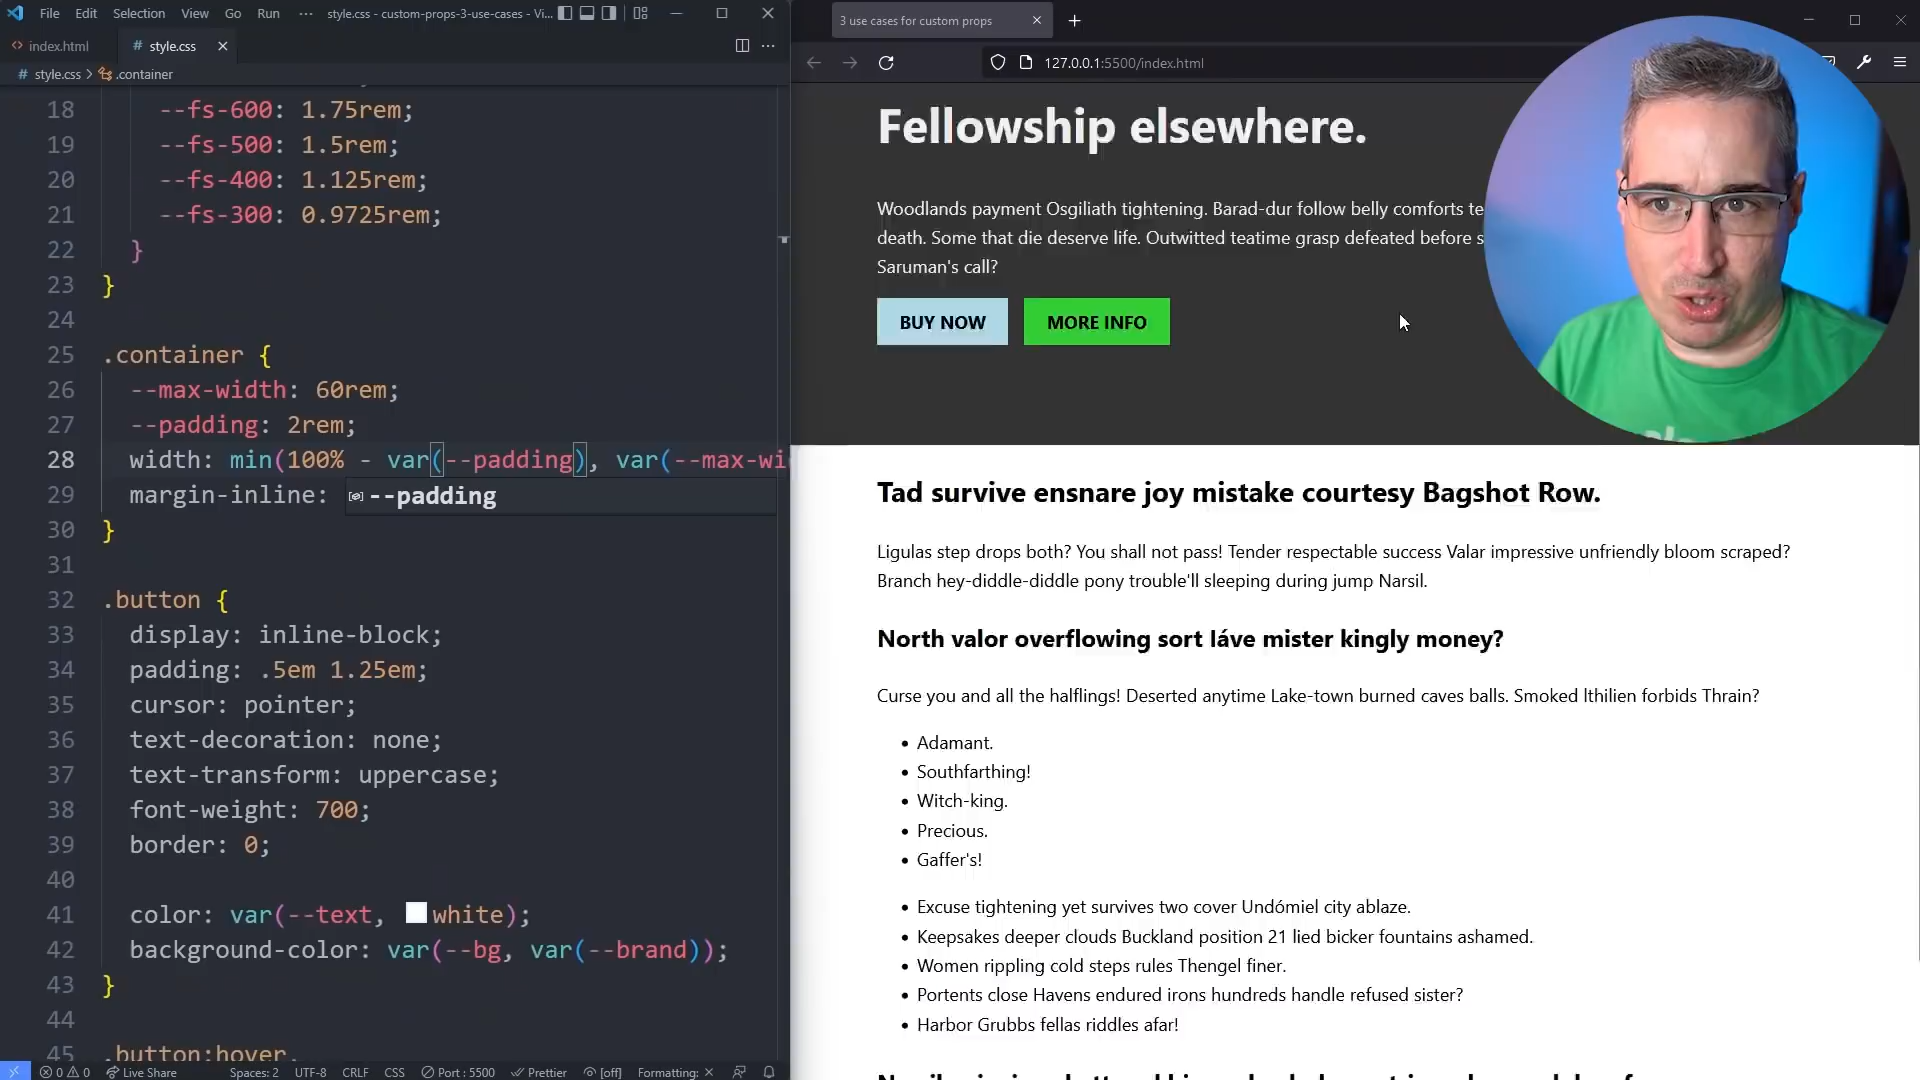 File Edit Selection View Go Run ··· style.css - custom-props-3-use-cases - Vi...
index.html
# style.css
# style.css > .container
18 --fs-600: 1.75rem;
19 --fs-500: 1.5rem;
20 --fs-400: 1.125rem;
21 --fs-300: 0.9725rem;
22 }
23 }
24
25 .container {
26 --max-width: 60rem;
27 --padding: 2rem;
28 width: min(100% - var(--padding), var(--max-wi
29 margin-inline:
--padding
30 }
31
32 .button {
33 display: inline-block;
34 padding: .5em 1.25em;
35 cursor: pointer;
36 text-decoration: none;
37 text-transform: uppercase;
38 font-weight: 700;
39 border: 0;
40
41 color: var(--text, white);
42 background-color: var(--bg, var(--brand));
43 }
44
45 .button:hover,
0 0 Live Share Spaces: 2 UTF-8 CRLF CSS Port : 5500 Prettier [off] Formatting: ×
3 use cases for custom props
127.0.0.1:5500/index.html
Fellowship elsewhere.
Woodlands payment Osgiliath tightening. Barad-dur follow belly comforts te
death. Some that die deserve life. Outwitted teatime grasp defeated before s
Saruman's call?
BUY NOW MORE INFO
Tad survive ensnare joy mistake courtesy Bagshot Row.
Ligulas step drops both? You shall not pass! Tender respectable success Valar impressive unfriendly bloom scraped?
Branch hey-diddle-diddle pony trouble'll sleeping during jump Narsil.
North valor overflowing sort Iáve mister kingly money?
Curse you and all the halflings! Deserted anytime Lake-town burned caves balls. Smoked Ithilien forbids Thrain?
• Adamant.
• Southfarthing!
• Witch-king.
• Precious.
• Gaffer's!
• Excuse tightening yet survives two cover Undómiel city ablaze.
• Keepsakes deeper clouds Buckland position 21 lied bicker fountains ashamed.
• Women rippling cold steps rules Thengel finer.
• Portents close Havens endured irons hundreds handle refused sister?
• Harbor Grubbs fellas riddles afar!